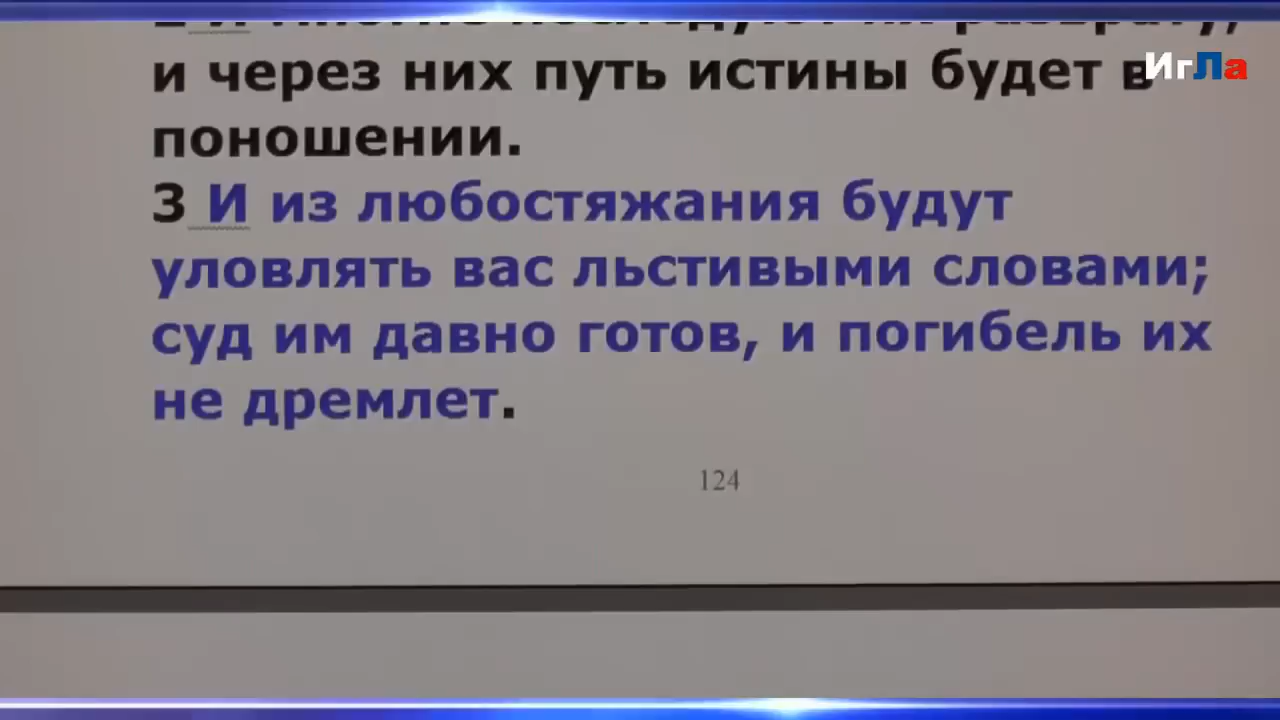 и через них путь истины будет в
поношении.
3 И из любостяжания будут
уловлять вас льстивыми словами;
суд им давно готов, и погибель их
не дремлет.
124
ИгЛа